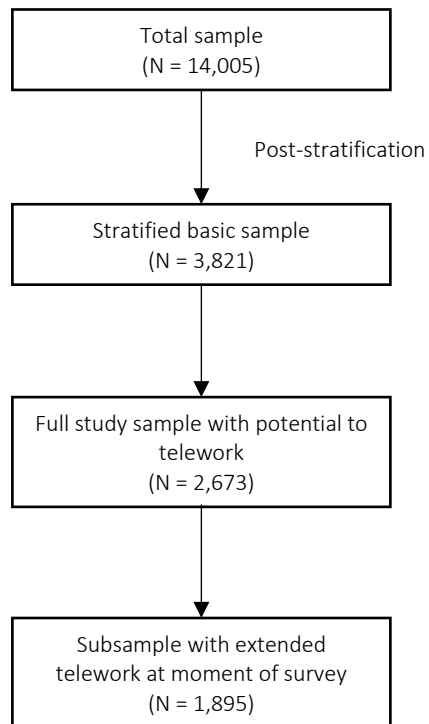 Total sample
(N = 14,005)
Post-stratification
Stratified basic sample
(N = 3,821)
Full study sample with potential to
telework
(N = 2,673)
Subsample with extended
telework at moment of survey
(N = 1,895)